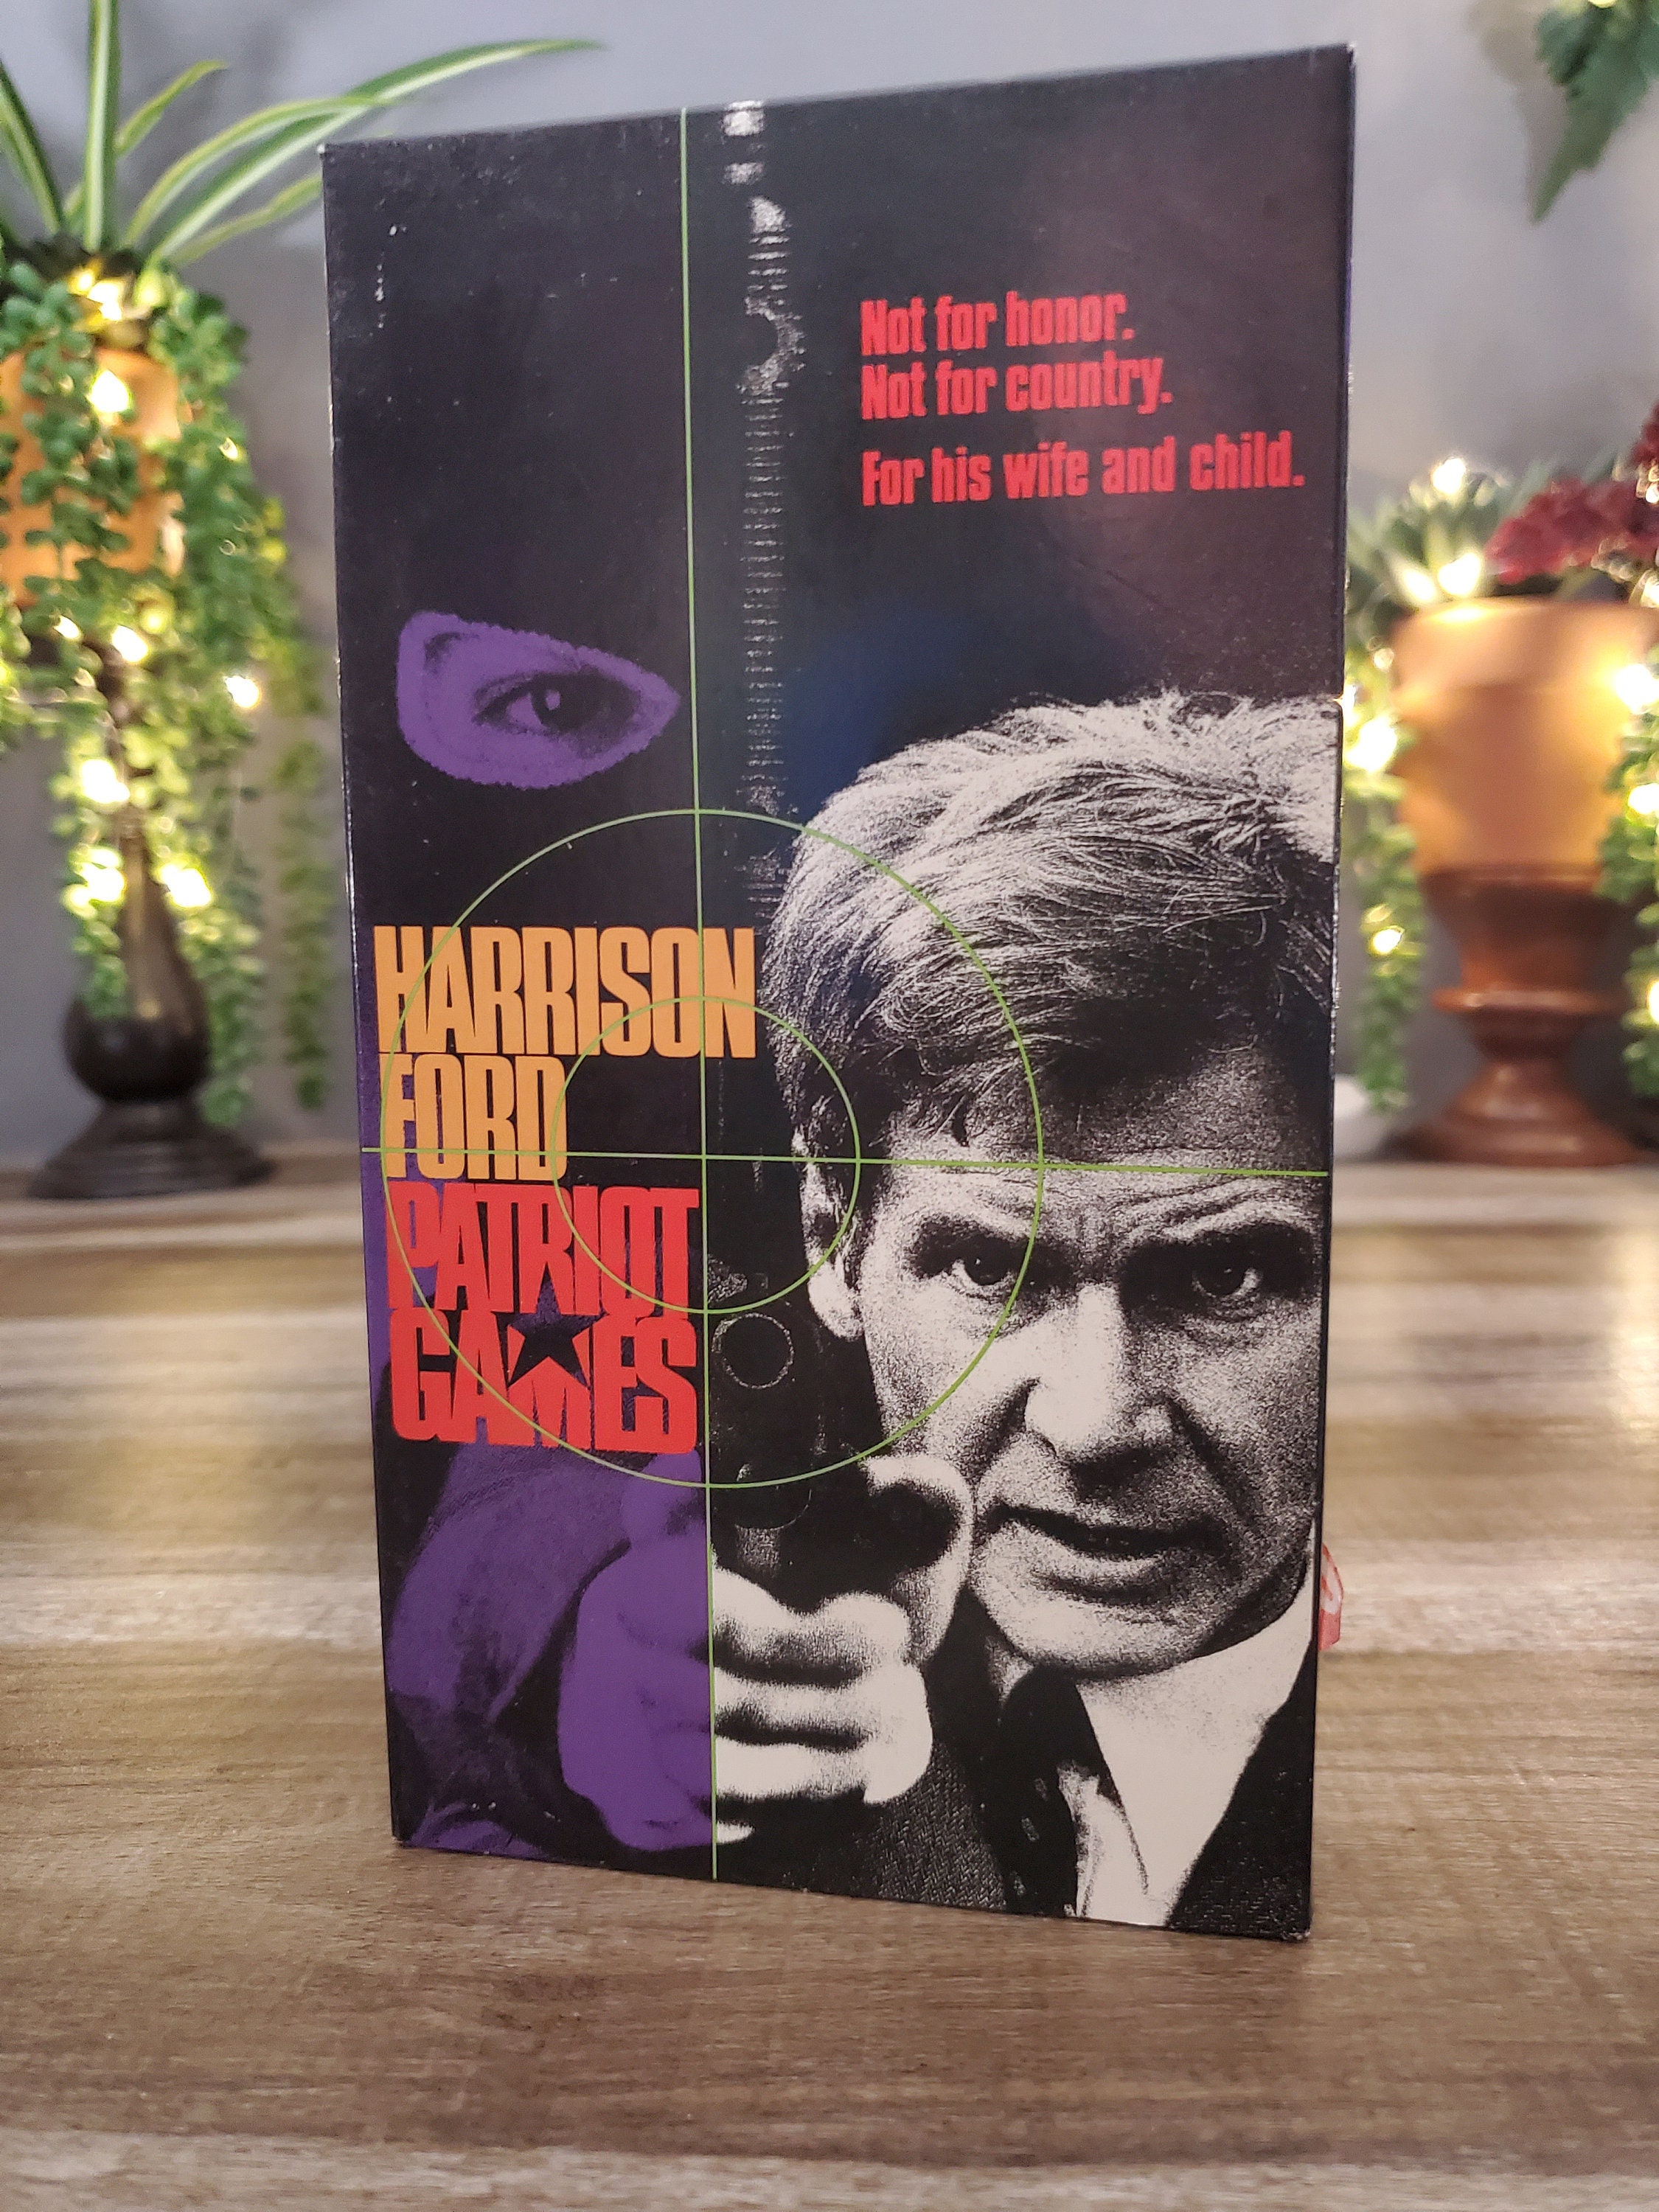 Not for honor.
Not for country.
For his wife and child.
HARRISON
FORD
PATRIOT
GAMES